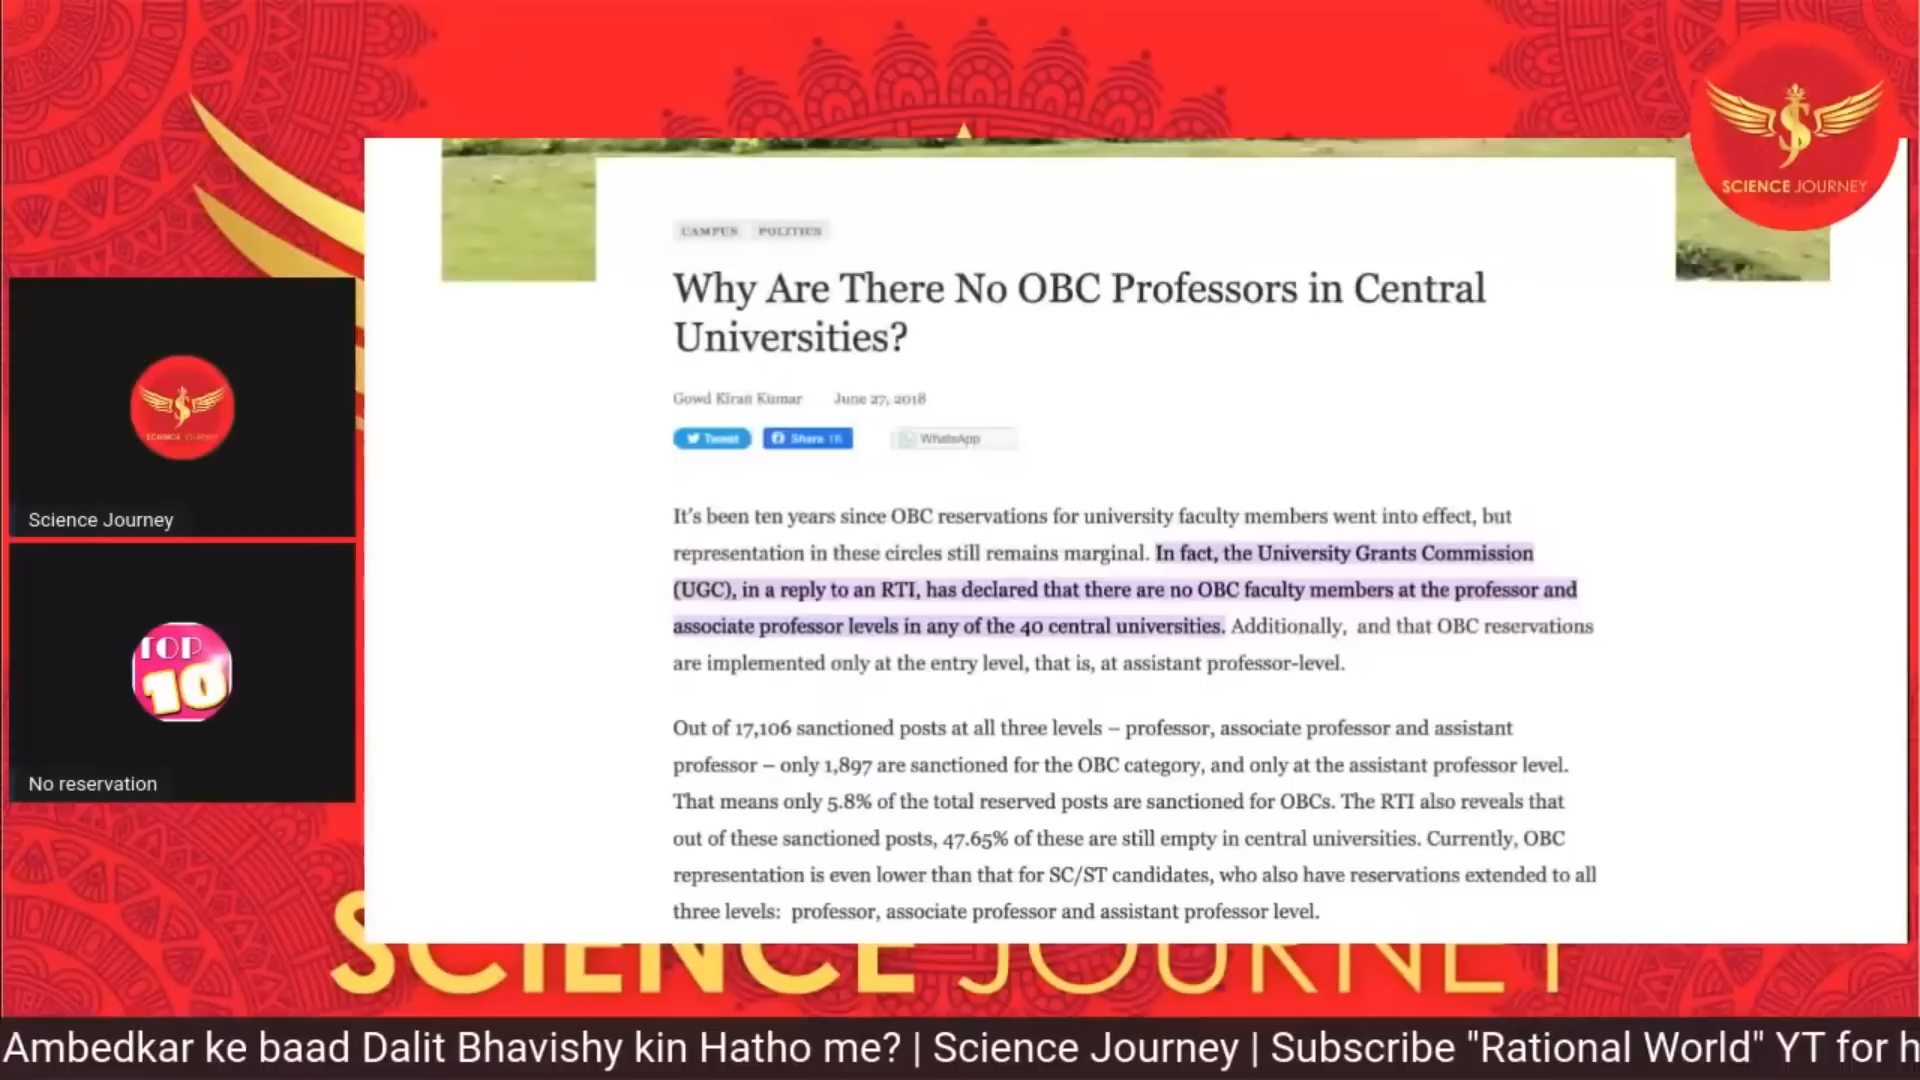 SCIENCE JOURNEY
CAMPUS POLITICS
Why Are There No OBC Professors in Central
Universities?
Gowd Kiran Kumar June 27, 2018
Tweet Share 1K WhatsApp
It's been ten years since OBC reservations for university faculty members went into effect, but
representation in these circles still remains marginal. In fact, the University Grants Commission
(UGC), in a reply to an RTI, has declared that there are no OBC faculty members at the professor and
associate professor levels in any of the 40 central universities. Additionally, and that OBC reservations
are implemented only at the entry level, that is, at assistant professor-level.
Out of 17,106 sanctioned posts at all three levels – professor, associate professor and assistant
professor – only 1,897 are sanctioned for the OBC category, and only at the assistant professor level.
That means only 5.8% of the total reserved posts are sanctioned for OBCs. The RTI also reveals that
out of these sanctioned posts, 47.65% of these are still empty in central universities. Currently, OBC
representation is even lower than that for SC/ST candidates, who also have reservations extended to all
three levels: professor, associate professor and assistant professor level.
SCIENCE JOURNEY
Science Journey
TOP
10
No reservation
SCIENCE JOURNEY
Ambedkar ke baad Dalit Bhavishy kin Hatho me? | Science Journey | Subscribe "Rational World" YT for h